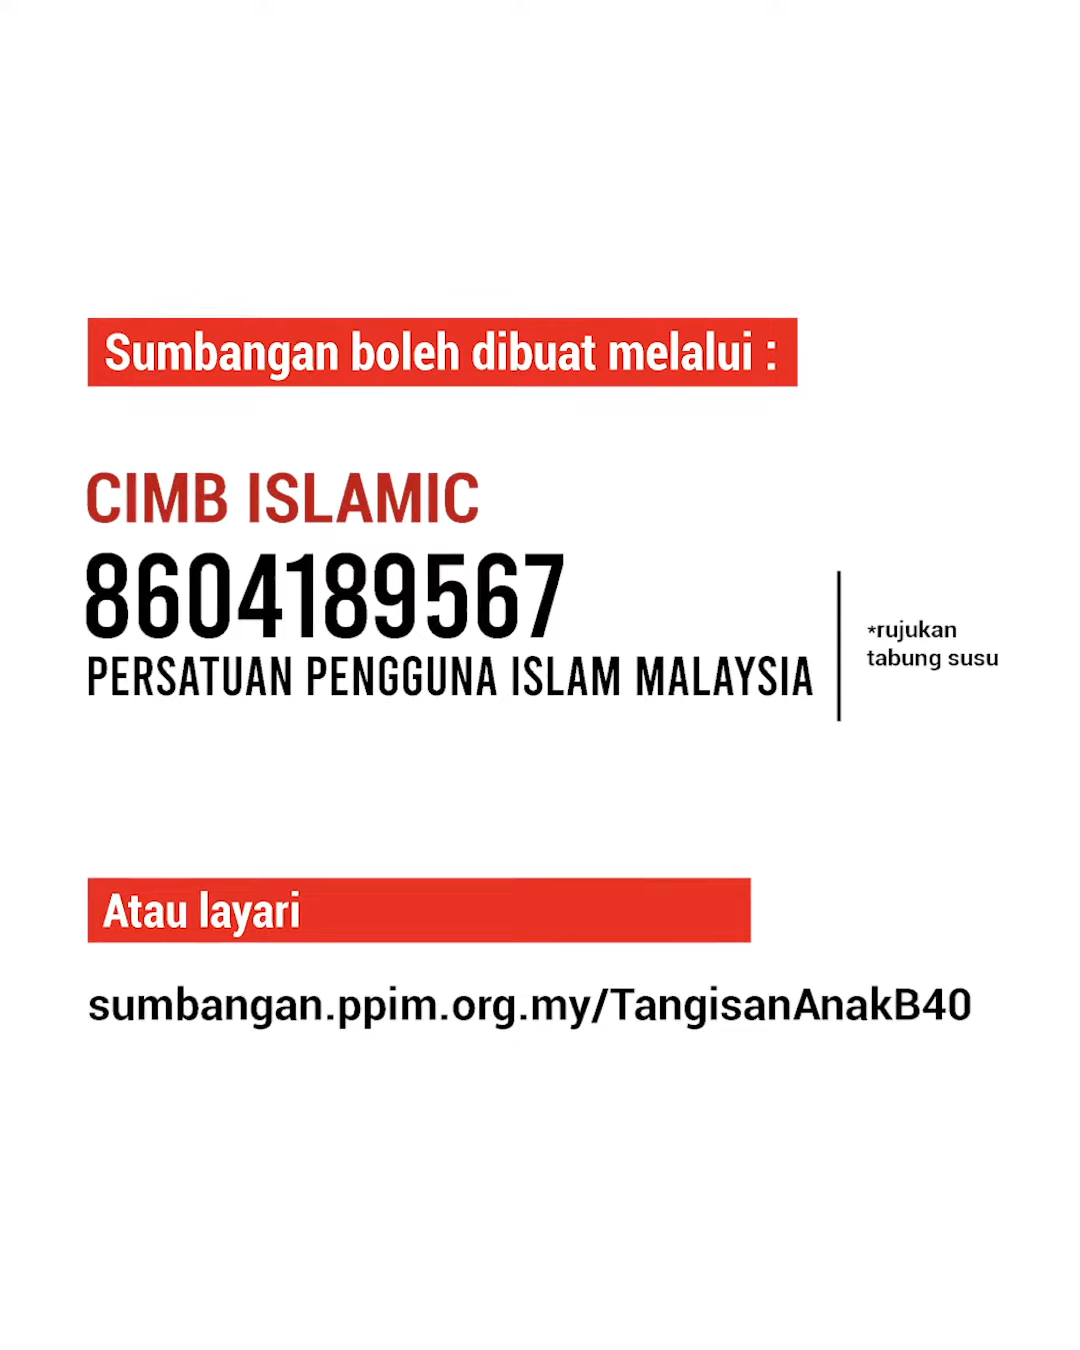 Sumbangan boleh dibuat melalui :
CIMB ISLAMIC
8604189567
PERSATUAN PENGGUNA ISLAM MALAYSIA
*rujukan
tabung susu
Atau layari
sumbangan.ppim.org.my/TangisanAnakB40